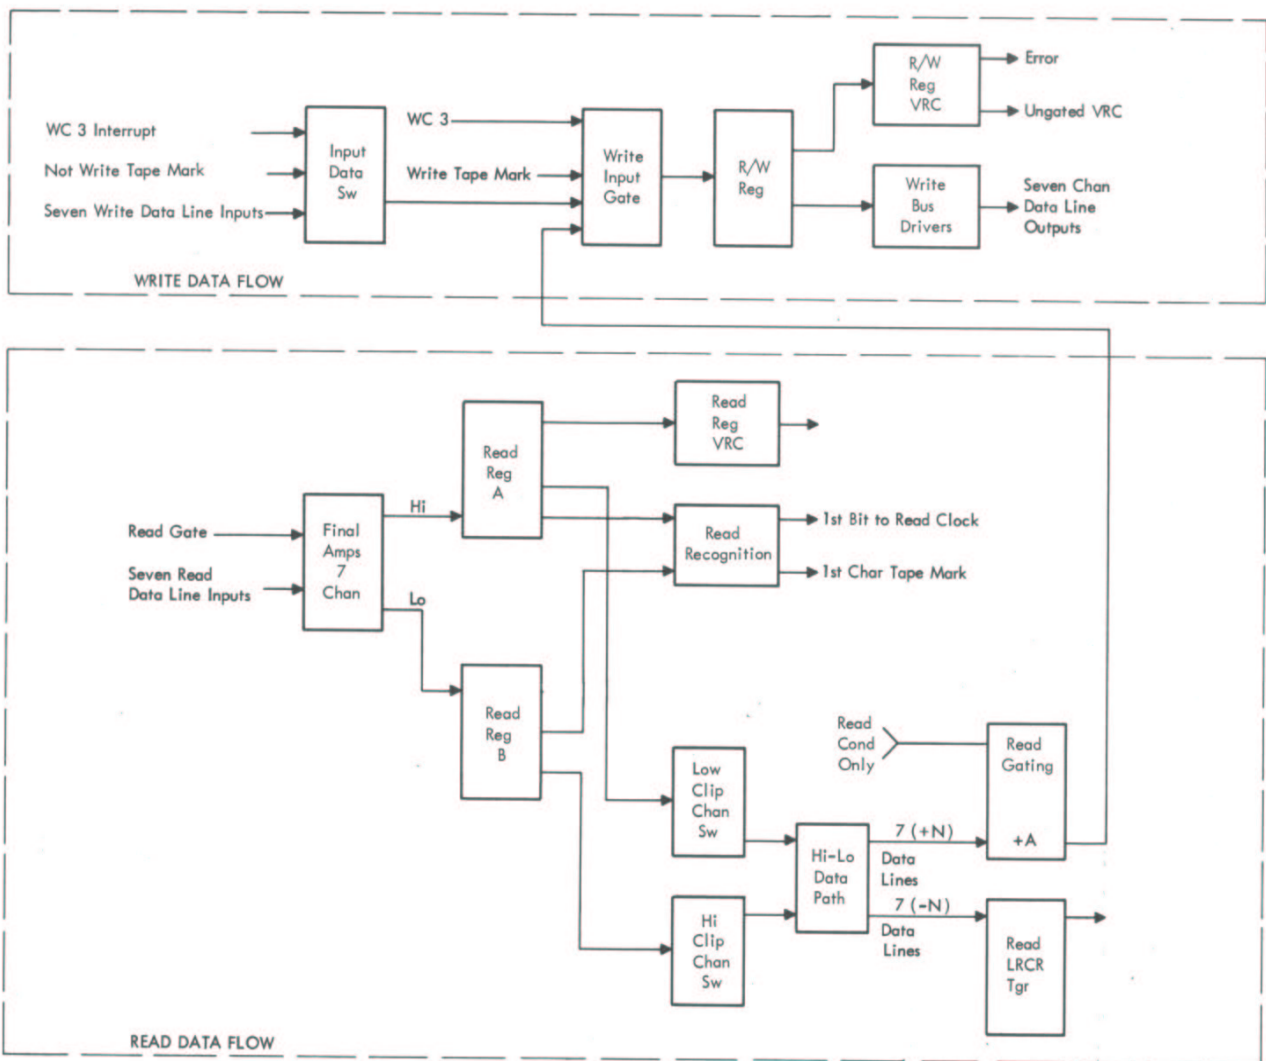 WC 3 Interrupt
Not Write Tape Mark
Seven Write Data Line Inputs
Input
Data
Sw
WC 3
Write Tape Mark
Write
Input
Gate
R/W
Reg
R/W
Reg
VRC
Error
Ungated VRC
Write
Bus
Drivers
Seven Chan
Data Line
Outputs
WRITE DATA FLOW
Read Gate
Seven Read
Data Line Inputs
Final
Amps
7
Chan
Hi
Lo
Read
Reg
A
Read
Reg
B
Read
Reg
VRC
Read
Recognition
1st Bit to Read Clock
1st Char Tape Mark
Low
Clip
Chan
Sw
Hi
Clip
Chan
Sw
Hi-Lo
Data
Path
Read
Cond
Only
7 (+N)
Data
Lines
7 (-N)
Data
Lines
Read
Gating
+A
Read
LRCR
Tgr
READ DATA FLOW